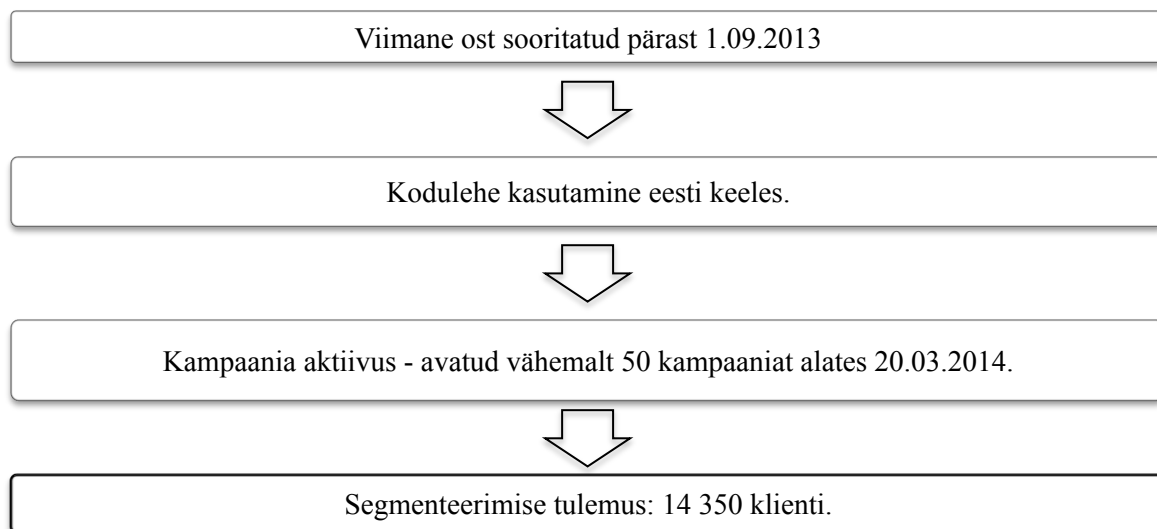 Viimane ost sooritatud pärast 1.09.2013
Kodulehe kasutamine eesti keeles.
Kampaania aktiivus - avatud vähemalt 50 kampaaniat alates 20.03.2014.
Segmenteerimise tulemus: 14 350 klienti.